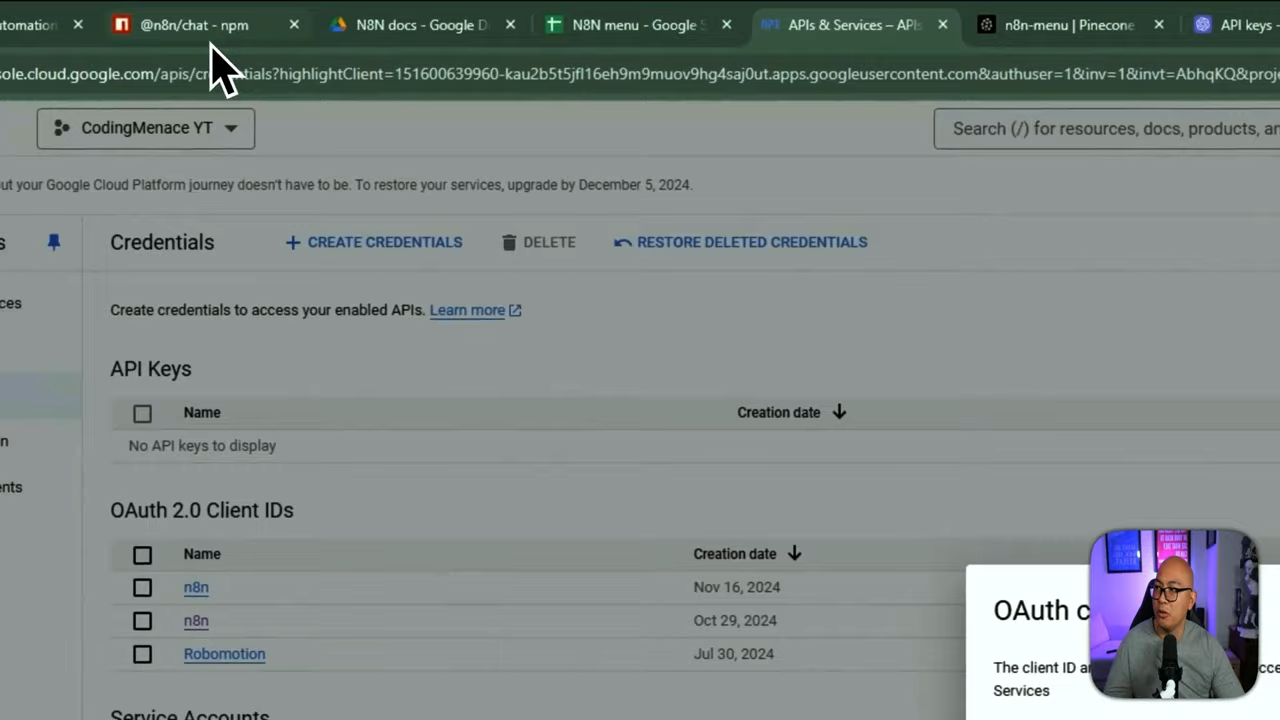 utomation
@n8n/chat - npm
N8N docs - Google D
N8N menu - Google S
APIs & Services – APIs
n8n-menu | Pinecone
API keys -
sole.cloud.google.com/apis/credentials?highlightClient=151600639960-kau2b5t5jfl16eh9m9muov9hg4saj0ut.apps.googleusercontent.com&authuser=1&inv=1&invt=AbhqKQ&proje
CodingMenace YT
Search (/) for resources, docs, products, an
out your Google Cloud Platform journey doesn't have to be. To restore your services, upgrade by December 5, 2024.
s
Credentials
CREATE CREDENTIALS
DELETE
RESTORE DELETED CREDENTIALS
ces
Create credentials to access your enabled APIs. Learn more
API Keys
Name
Creation date
n
No API keys to display
ents
OAuth 2.0 Client IDs
Name
Creation date
n8n
Nov 16, 2024
n8n
Oct 29, 2024
Robomotion
Jul 30, 2024
OAuth c
The client ID a
cce
Services
Service Accounts